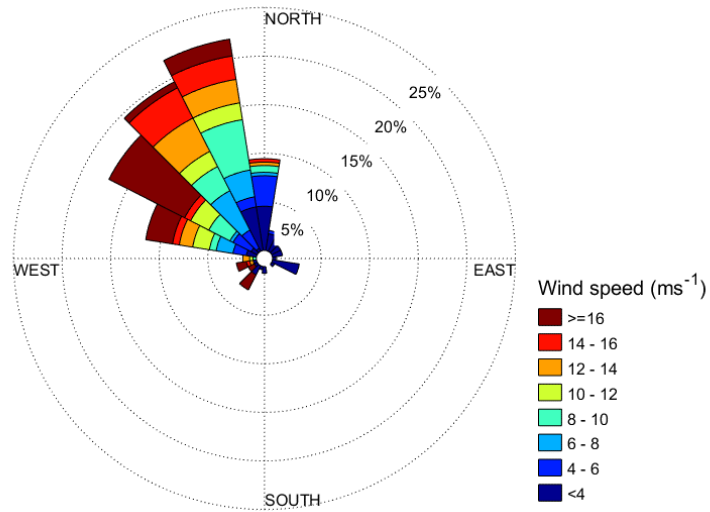 NORTH
25%
20%
15%
10%
5%
WEST
EAST
SOUTH
Wind speed (ms⁻¹)
>=16
14 - 16
12 - 14
10 - 12
8 - 10
6 - 8
4 - 6
<4